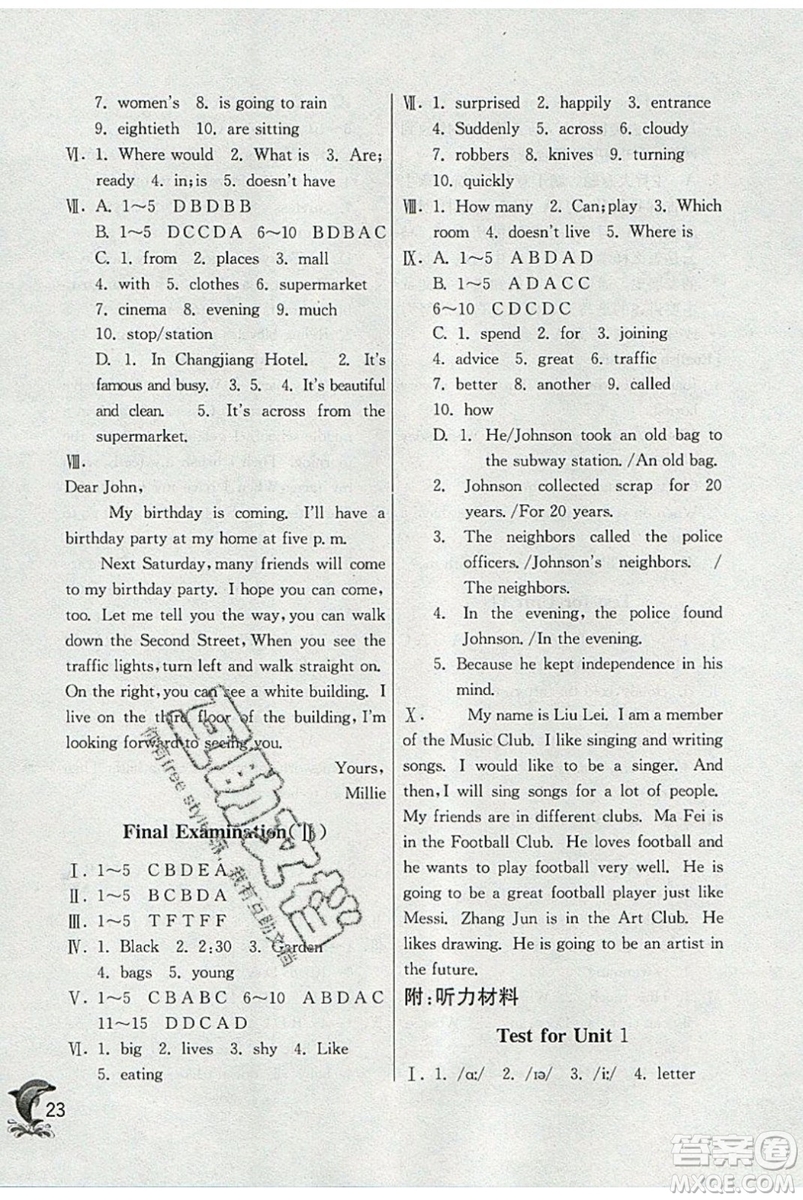 7. women's 8. is going to rain
9. eightieth 10. are sitting
Ⅵ. 1. Where would 2. What is 3. Are;
ready 4. in;is 5. doesn't have
Ⅶ. A. 1～5 D B D B B
B. 1～5 D C C D A 6～10 B D B A C
C. 1. from 2. places 3. mall
4. with 5. clothes 6. supermarket
7. cinema 8. evening 9. much
10. stop/station
D. 1. In Changjiang Hotel. 2. It's
famous and busy. 3. 5. 4. It's beautiful
and clean. 5. It's across from the
supermarket.
Ⅷ.
Dear John,
My birthday is coming. I'll have a
birthday party at my home at five p. m.
Next Saturday, many friends will come
to my birthday party. I hope you can come,
too. Let me tell you the way, you can walk
down the Second Street, When you see the
traffic lights, turn left and walk straight on.
On the right, you can see a white building. I
live on the third floor of the building, I'm
looking forward to seeing you.
Yours,
Millie
Final Examination(Ⅱ)
Ⅰ. 1～5 C B D E A
Ⅱ. 1～5 B C B D A
Ⅲ. 1～5 T F T F F
Ⅳ. 1. Black 2. 2:30 3. Garden
4. bags 5. young
Ⅴ. 1～5 C B A B C 6～10 A B D A C
11～15 D D C A D
Ⅵ. 1. big 2. lives 3. shy 4. Like
5. eating
23
Ⅶ. 1. surprised 2. happily 3. entrance
4. Suddenly 5. across 6. cloudy
7. robbers 8. knives 9. turning
10. quickly
Ⅷ. 1. How many 2. Can;play 3. Which
room 4. doesn't live 5. Where is
Ⅸ. A. 1～5 A B D A D
B. 1～5 A D A C C
6～10 C D C D C
C. 1. spend 2. for 3. joining
4. advice 5. great 6. traffic
7. better 8. another 9. called
10. how
D. 1. He/Johnson took an old bag to
the subway station. /An old bag.
2. Johnson collected scrap for 20
years. /For 20 years.
3. The neighbors called the police
officers. /Johnson's neighbors. /
The neighbors.
4. In the evening, the police found
Johnson. /In the evening.
5. Because he kept independence in his
mind.
Ⅹ. My name is Liu Lei. I am a member
of the Music Club. I like singing and writing
songs. I would like to be a singer. And
then, I will sing songs for a lot of people.
My friends are in different clubs. Ma Fei is
in the Football Club. He loves football and
he wants to play football very well. He is
going to be a great football player just like
Messi. Zhang Jun is in the Art Club. He
likes drawing. He is going to be an artist in
the future.
附:听力材料
Test for Unit 1
Ⅰ. 1. /ɑ:/ 2. /ɪə/ 3. /i:/ 4. letter
答案圈
MXQE.COM